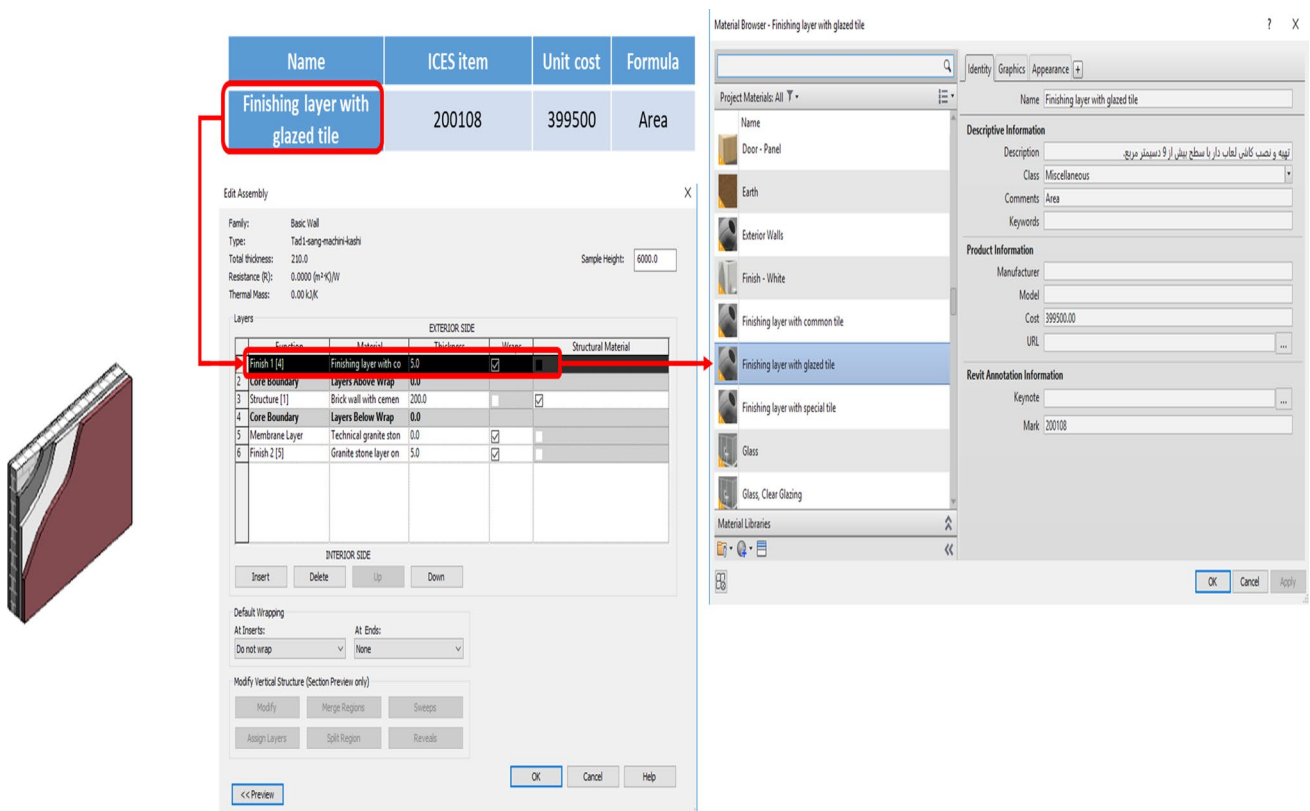 Name ICES item Unit cost Formula
Finishing layer with
glazed tile
200108 399500 Area
Edit Assembly X
Family: Basic Wall
Type: Tad1-sang-machini-kashi
Total thickness: 210.0 Sample Height: 6000.0
Resistance (R): 0.0000 (m²·K)/W
Thermal Mass: 0.00 kJ/K
Layers
EXTERIOR SIDE
Function Material Thickness Wraps Structural Material
Finish 1 [4] Finishing layer with co 5.0
2 Core Boundary Layers Above Wrap 0.0
3 Structure [1] Brick wall with cemen 200.0
4 Core Boundary Layers Below Wrap 0.0
5 Membrane Layer Technical granite ston 0.0
6 Finish 2 [5] Granite stone layer on 5.0
INTERIOR SIDE
Insert Delete Up Down
Default Wrapping
At Inserts: At Ends:
Do not wrap None
Modify Vertical Structure (Section Preview only)
Modify Merge Regions Sweeps
Assign Layers Split Region Reveals
OK Cancel Help
<< Preview
Material Browser - Finishing layer with glazed tile ? X
Project Materials: All
Name
Door - Panel
Earth
Exterior Walls
Finish - White
Finishing layer with common tile
Finishing layer with glazed tile
Finishing layer with special tile
Glass
Glass, Clear Glazing
Material Libraries
Identity Graphics Appearance +
Name Finishing layer with glazed tile
Descriptive Information
Description تهیه و نصب کاشی لعاب دار با سطح بیش از 9 دسیمتر مربع.
Class Miscellaneous
Comments Area
Keywords
Product Information
Manufacturer
Model
Cost 399500.00
URL ...
Revit Annotation Information
Keynote ...
Mark 200108
OK Cancel Apply